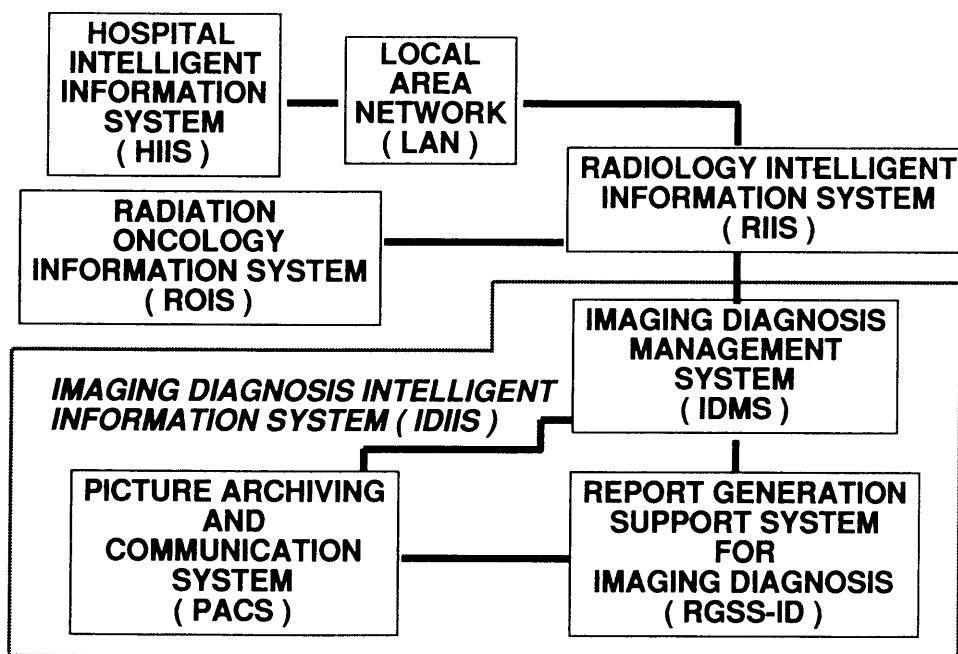 HOSPITAL
INTELLIGENT
INFORMATION
SYSTEM
( HIIS )
LOCAL
AREA
NETWORK
( LAN )
RADIOLOGY INTELLIGENT
INFORMATION SYSTEM
( RIIS )
RADIATION
ONCOLOGY
INFORMATION SYSTEM
( ROIS )
IMAGING DIAGNOSIS
MANAGEMENT
SYSTEM
( IDMS )
IMAGING DIAGNOSIS INTELLIGENT
INFORMATION SYSTEM ( IDIIS )
PICTURE ARCHIVING
AND
COMMUNICATION
SYSTEM
( PACS )
REPORT GENERATION
SUPPORT SYSTEM
FOR
IMAGING DIAGNOSIS
( RGSS-ID )